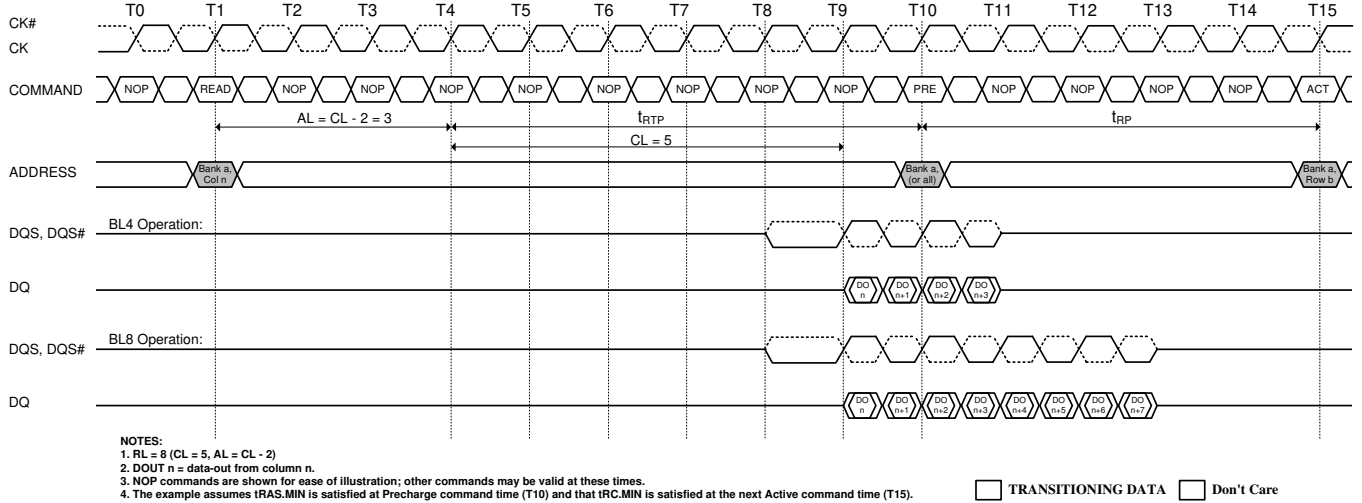 T0 T1 T2 T3 T4 T5 T6 T7 T8 T9 T10 T11 T12 T13 T14 T15
CK#
CK
COMMAND NOP READ NOP NOP NOP NOP NOP NOP NOP NOP PRE NOP NOP NOP NOP ACT
AL = CL - 2 = 3 tRTP tRP
CL = 5
ADDRESS Bank a, Col n Bank a, (or all) Bank a, Row b
BL4 Operation:
DQS, DQS#
DQ DO n DO n+1 DO n+2 DO n+3
BL8 Operation:
DQS, DQS#
DQ DO n DO n+1 DO n+2 DO n+3 DO n+4 DO n+5 DO n+6 DO n+7
NOTES:
1. RL = 8 (CL = 5, AL = CL - 2)
2. DOUT n = data-out from column n.
3. NOP commands are shown for ease of illustration; other commands may be valid at these times.
4. The example assumes tRAS.MIN is satisfied at Precharge command time (T10) and that tRC.MIN is satisfied at the next Active command time (T15).
TRANSITIONING DATA Don't Care